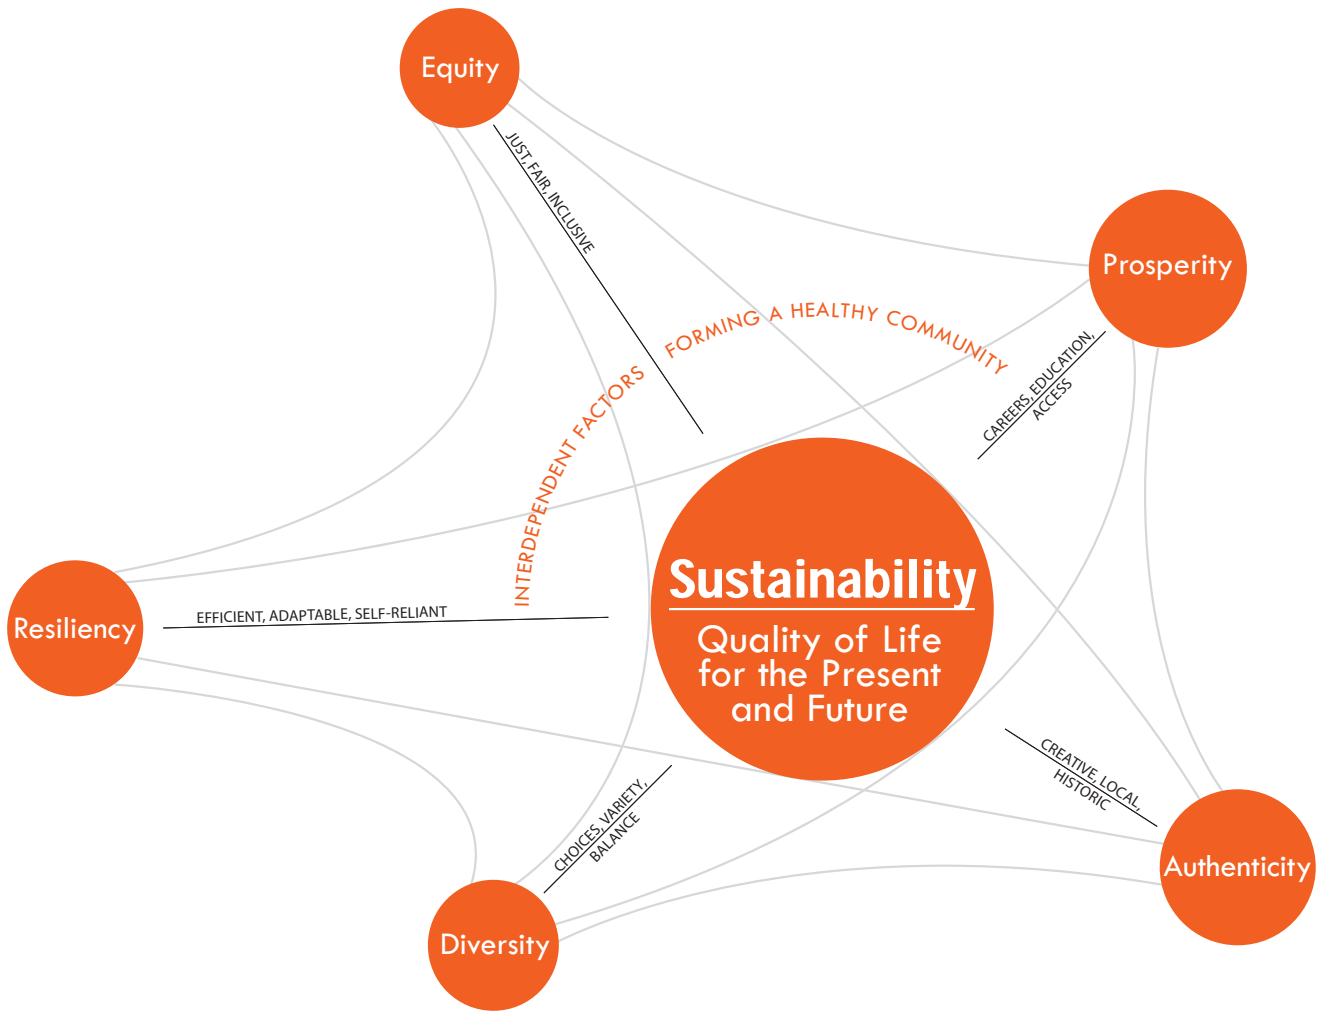 Equity
JUST, FAIR, INCLUSIVE
Prosperity
FORMING A HEALTHY COMMUNITY
CAREERS, EDUCATION,
ACCESS
INTERDEPENDENT FACTORS
Sustainability
Quality of Life
for the Present
and Future
EFFICIENT, ADAPTABLE, SELF-RELIANT
Resiliency
CREATIVE, LOCAL,
HISTORIC
CHOICES, VARIETY,
BALANCE
Authenticity
Diversity